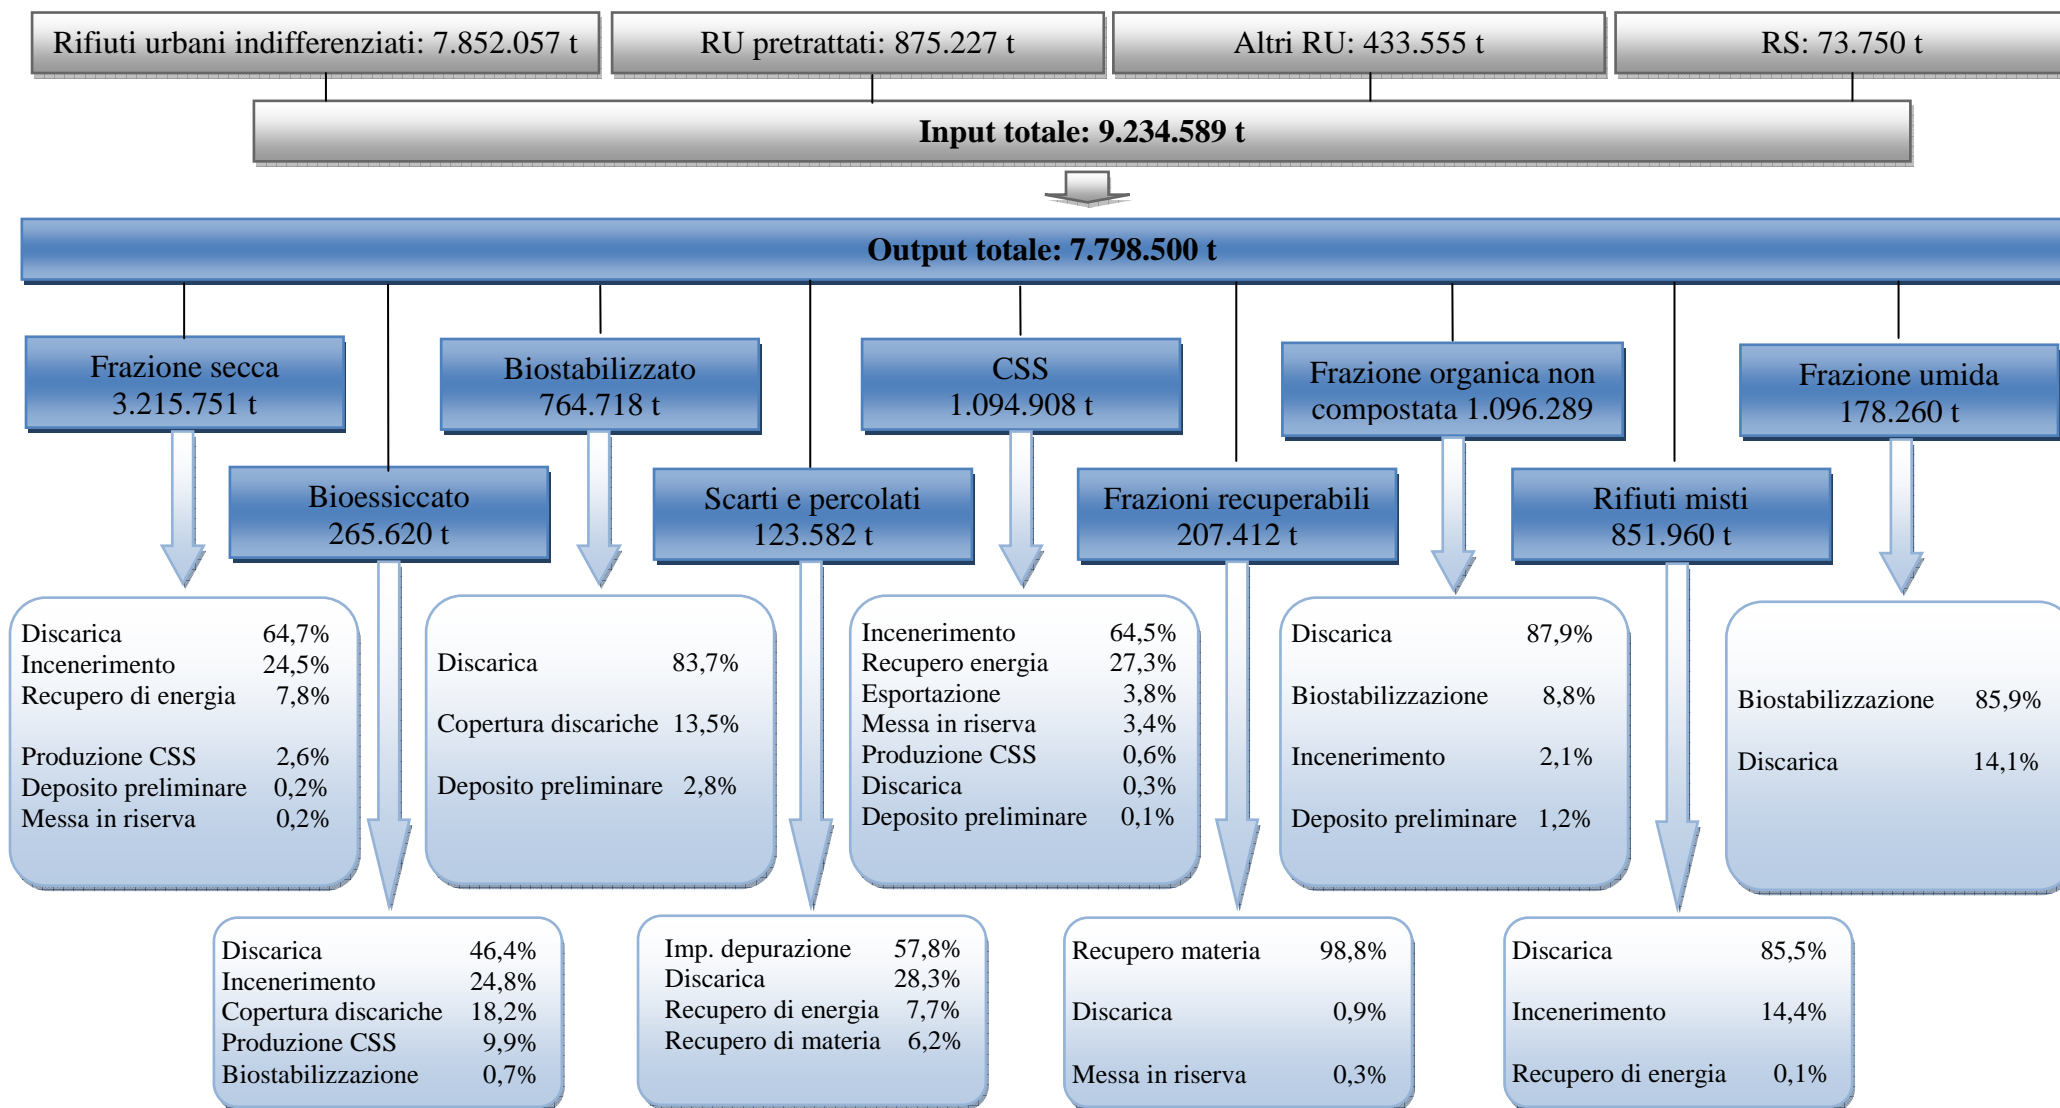 Rifiuti urbani indifferenziati: 7.852.057 t
RU pretrattati: 875.227 t
Altri RU: 433.555 t
RS: 73.750 t
Input totale: 9.234.589 t
Output totale: 7.798.500 t
Frazione secca
3.215.751 t
Biostabilizzato
764.718 t
CSS
1.094.908 t
Frazione organica non
compostata 1.096.289
Frazione umida
178.260 t
Bioessiccato
265.620 t
Scarti e percolati
123.582 t
Frazioni recuperabili
207.412 t
Rifiuti misti
851.960 t
Discarica 64,7%
Incenerimento 24,5%
Recupero di energia 7,8%
Produzione CSS 2,6%
Deposito preliminare 0,2%
Messa in riserva 0,2%
Discarica 83,7%
Copertura discariche 13,5%
Deposito preliminare 2,8%
Incenerimento 64,5%
Recupero energia 27,3%
Esportazione 3,8%
Messa in riserva 3,4%
Produzione CSS 0,6%
Discarica 0,3%
Deposito preliminare 0,1%
Discarica 87,9%
Biostabilizzazione 8,8%
Incenerimento 2,1%
Deposito preliminare 1,2%
Biostabilizzazione 85,9%
Discarica 14,1%
Discarica 46,4%
Incenerimento 24,8%
Copertura discariche 18,2%
Produzione CSS 9,9%
Biostabilizzazione 0,7%
Imp. depurazione 57,8%
Discarica 28,3%
Recupero di energia 7,7%
Recupero di materia 6,2%
Recupero materia 98,8%
Discarica 0,9%
Messa in riserva 0,3%
Discarica 85,5%
Incenerimento 14,4%
Recupero di energia 0,1%